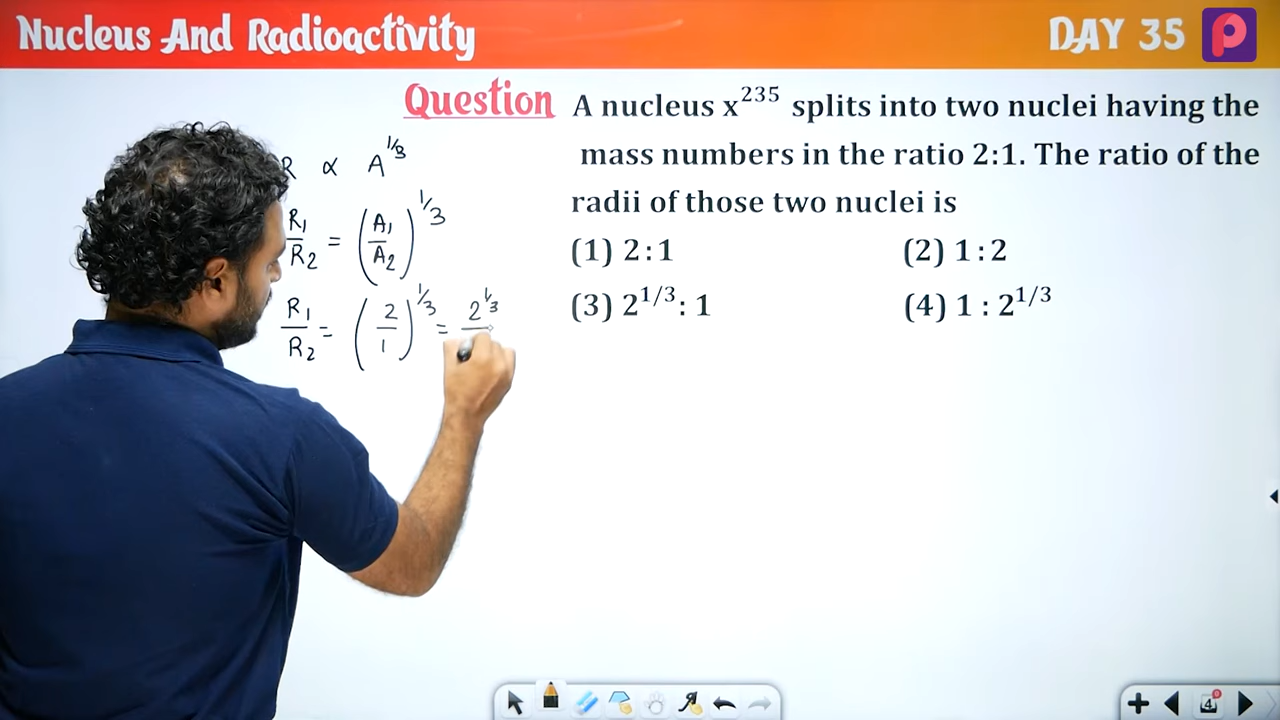 Nucleus And Radioactivity
DAY 35
Question A nucleus x^235 splits into two nuclei having the
mass numbers in the ratio 2:1. The ratio of the
radii of those two nuclei is
(1) 2:1 (2) 1:2
(3) 2^1/3 : 1 (4) 1 : 2^1/3
R ∝ A^1/3
R₁/R₂ = (A₁/A₂)^1/3
R₁/R₂ = (2/1)^1/3 = 2^1/3
4